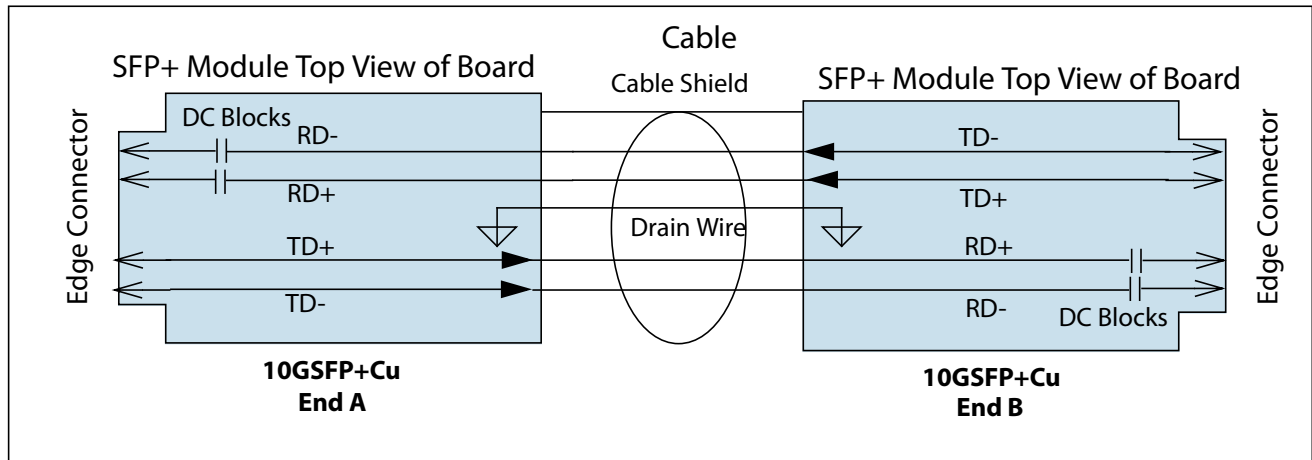 Cable
SFP+ Module Top View of Board
Cable Shield
SFP+ Module Top View of Board
Edge Connector
DC Blocks
RD-
RD+
TD+
TD-
Drain Wire
TD-
TD+
RD+
RD-
DC Blocks
Edge Connector
10GSFP+Cu
End A
10GSFP+Cu
End B